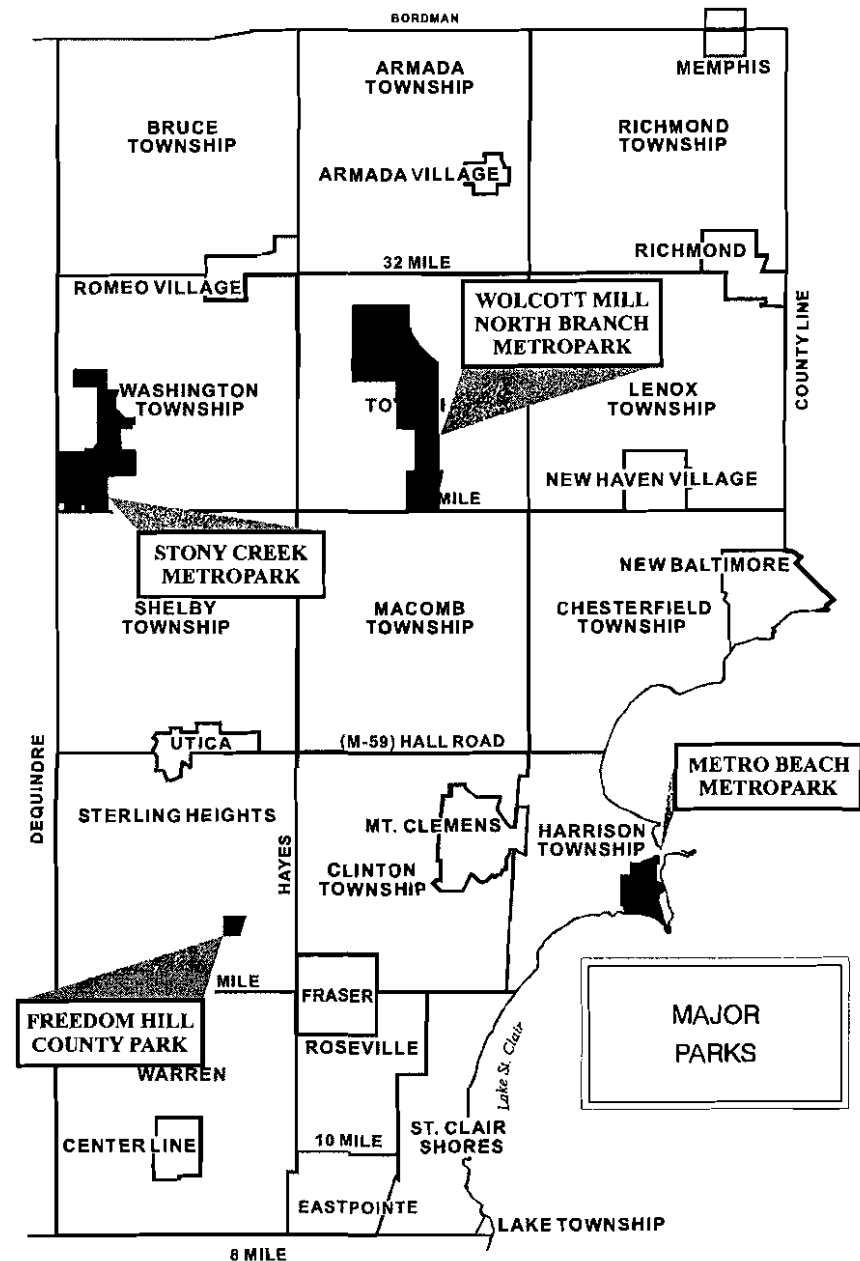 BORDMAN
ARMADA
TOWNSHIP
MEMPHIS
BRUCE
TOWNSHIP
RICHMOND
TOWNSHIP
ARMADA VILLAGE
RICHMOND
32 MILE
ROMEO VILLAGE
WOLCOTT MILL
NORTH BRANCH
METROPARK
COUNTY LINE
WASHINGTON
TOWNSHIP
LENOX
TOWNSHIP
NEW HAVEN VILLAGE
MILE
STONY CREEK
METROPARK
NEW BALTIMORE
SHELBY
TOWNSHIP
MACOMB
TOWNSHIP
CHESTERFIELD
TOWNSHIP
UTICA
(M-59) HALL ROAD
METRO BEACH
METROPARK
DEQUINDRE
STERLING HEIGHTS
HAYES
MT. CLEMENS
HARRISON
TOWNSHIP
CLINTON
TOWNSHIP
MILE
FRASER
FREEDOM HILL
COUNTY PARK
MAJOR
PARKS
ROSEVILLE
WARREN
Lake St. Clair
CENTER LINE
10 MILE
ST. CLAIR
SHORES
EASTPOINTE
LAKE TOWNSHIP
8 MILE